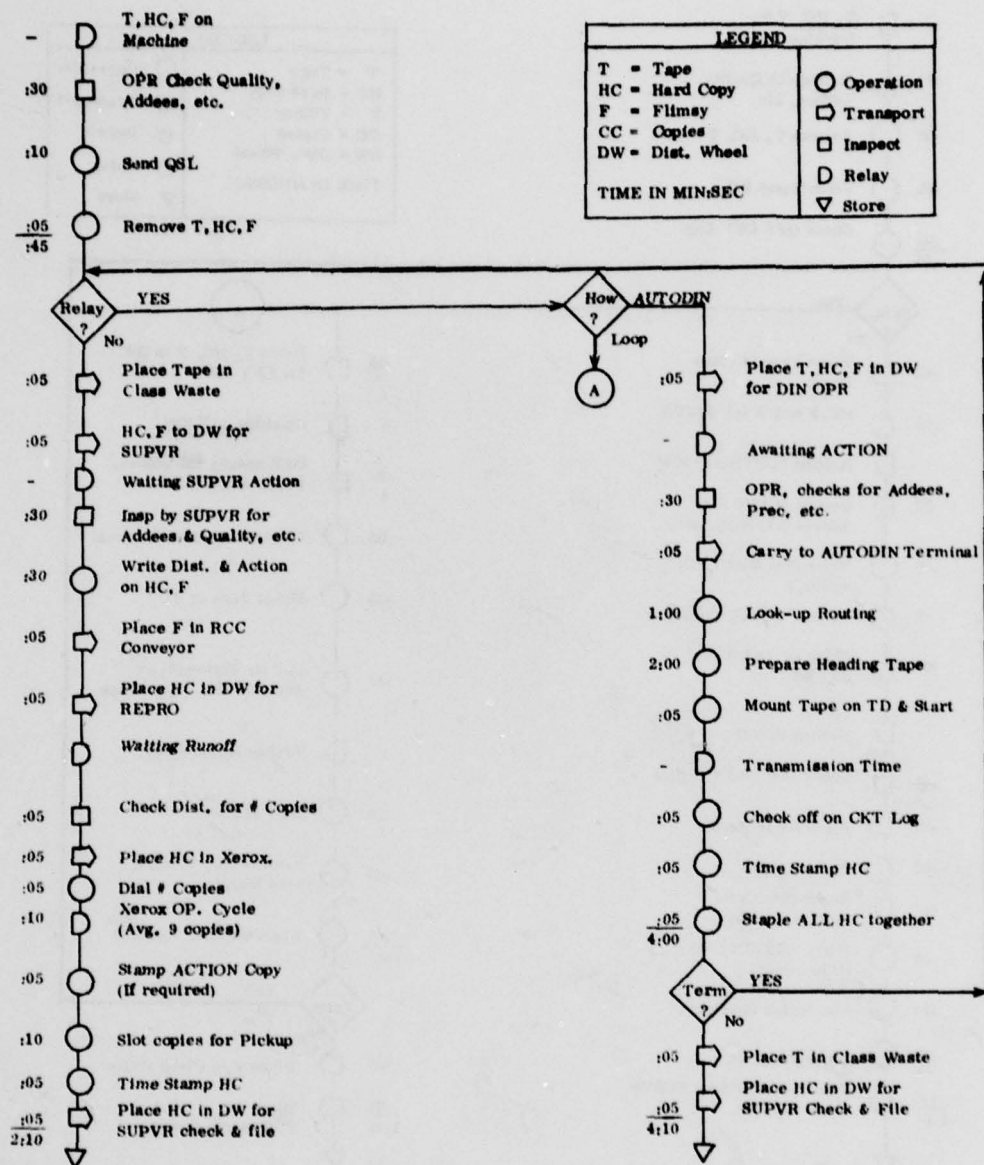 T, HC, F on
Machine
-
:30
OPR Check Quality,
Addees, etc.
:10
Send QSL
:05
:45
Remove T, HC, F
LEGEND
T = Tape
HC = Hard Copy
F = Flimsy
CC = Copies
DW = Dist. Wheel
TIME IN MIN:SEC
Operation
Transport
Inspect
Relay
Store
Relay
?
YES
No
How
?
AUTODIN
Loop
A
:05
Place Tape in
Class Waste
:05
HC, F to DW for
SUPVR
-
Waiting SUPVR Action
:30
Insp by SUPVR for
Addees & Quality, etc.
:30
Write Dist. & Action
on HC, F
:05
Place F in RCC
Conveyor
:05
Place HC in DW for
REPRO
Waiting Runoff
:05
Check Dist. for # Copies
:05
Place HC in Xerox.
:05
Dial # Copies
:10
Xerox OP. Cycle
(Avg. 9 copies)
:05
Stamp ACTION Copy
(If required)
:10
Slot copies for Pickup
:05
Time Stamp HC
:05
2:10
Place HC in DW for
SUPVR check & file
:05
Place T, HC, F in DW
for DIN OPR
-
Awaiting ACTION
:30
OPR, checks for Addees,
Prec, etc.
:05
Carry to AUTODIN Terminal
1:00
Look-up Routing
2:00
Prepare Heading Tape
:05
Mount Tape on TD & Start
-
Transmission Time
:05
Check off on CKT Log
:05
Time Stamp HC
:05
4:00
Staple ALL HC together
Term
?
YES
No
:05
Place T in Class Waste
:05
4:10
Place HC in DW for
SUPVR Check & File